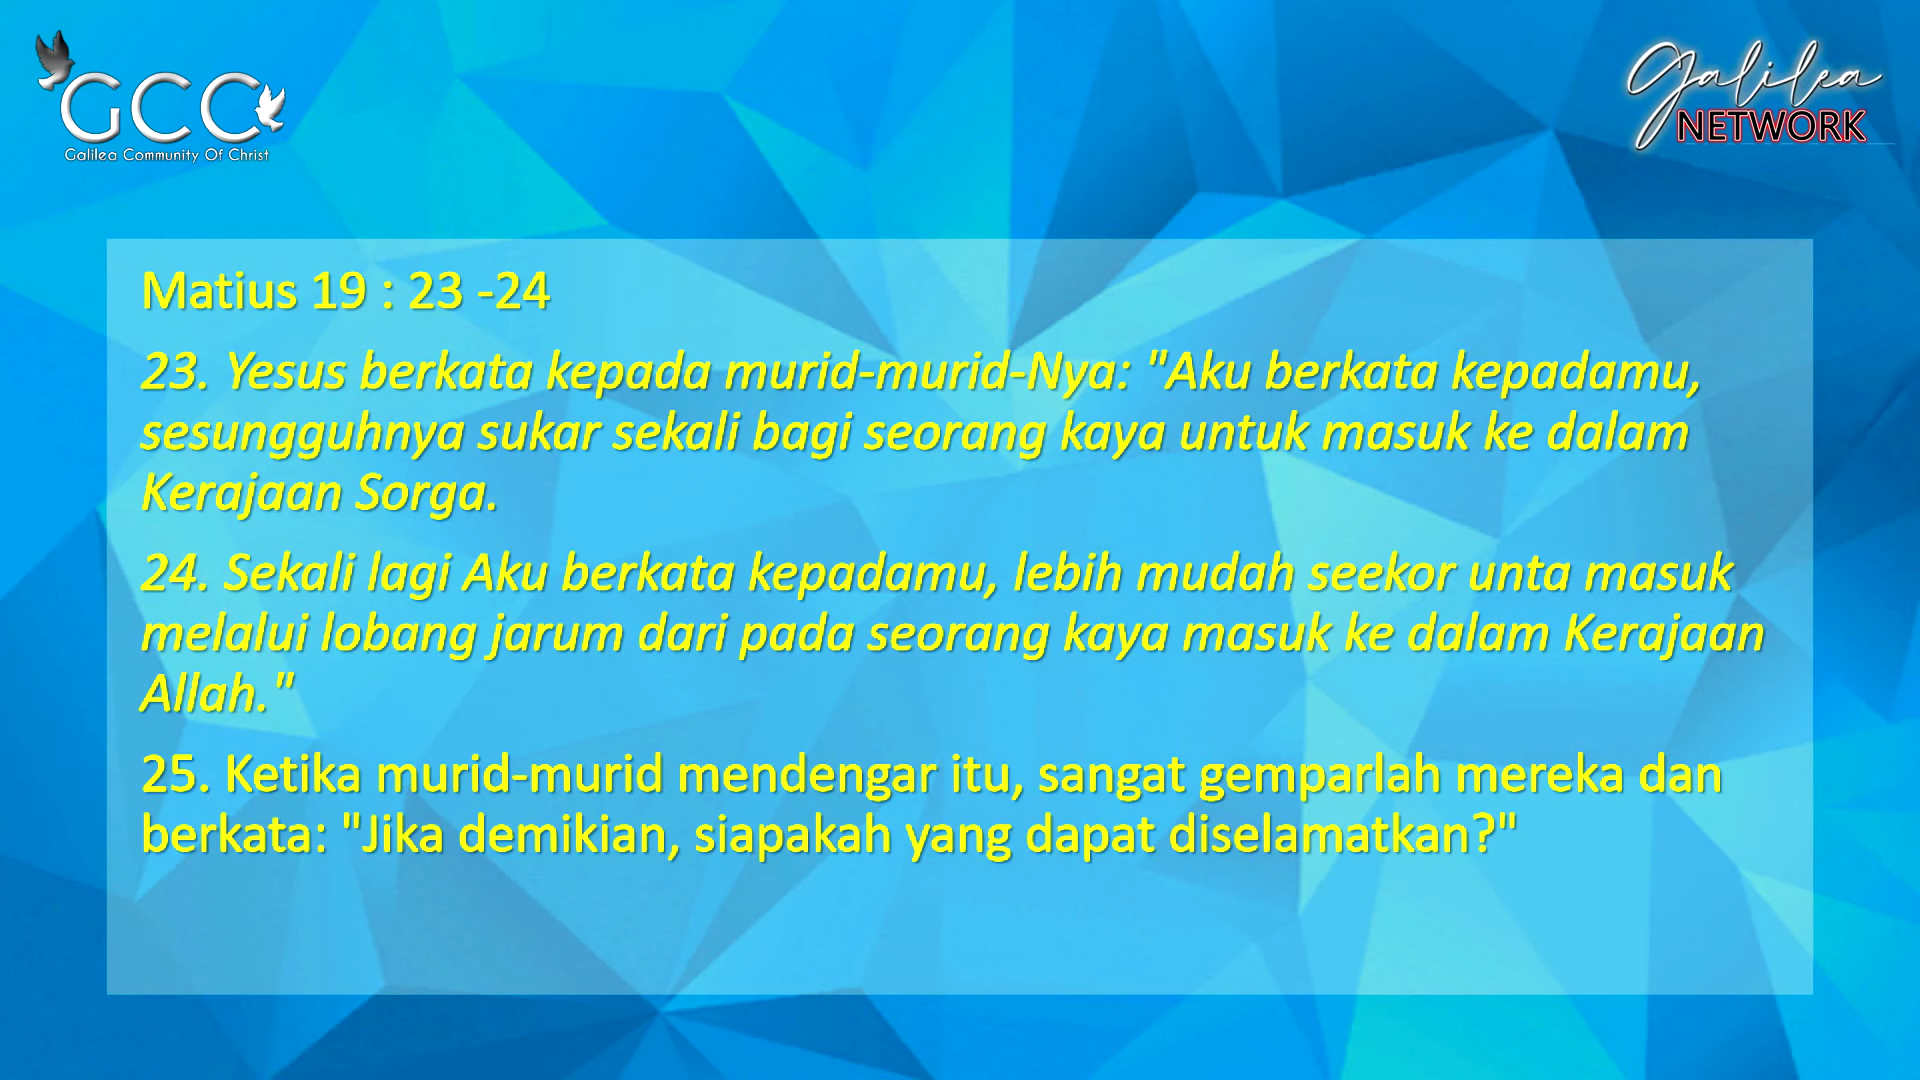 GCC
Galilea Community Of Christ
Galilea
NETWORK
Matius 19 : 23 -24
23. Yesus berkata kepada murid-murid-Nya: "Aku berkata kepadamu,
sesungguhnya sukar sekali bagi seorang kaya untuk masuk ke dalam
Kerajaan Sorga.
24. Sekali lagi Aku berkata kepadamu, lebih mudah seekor unta masuk
melalui lobang jarum dari pada seorang kaya masuk ke dalam Kerajaan
Allah."
25. Ketika murid-murid mendengar itu, sangat gemparlah mereka dan
berkata: "Jika demikian, siapakah yang dapat diselamatkan?"